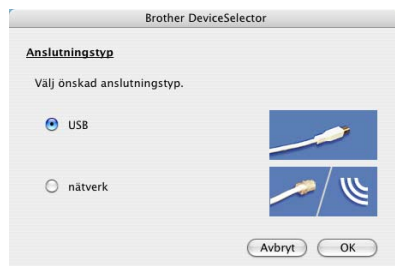 Brother DeviceSelector
Anslutningstyp
Välj önskad anslutningstyp.
USB
nätverk
Avbryt
OK